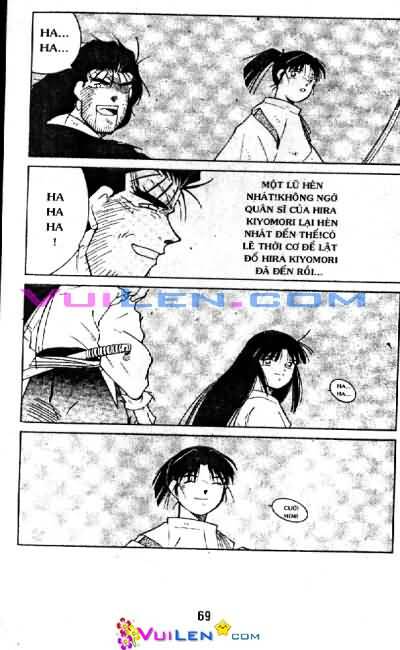 HA...
HA...
HA
HA
HA
!
MỘT LŨ HÈN
NHÁT!KHÔNG NGỜ
QUÂN SĨ CỦA HIRA
KIYOMORI LẠI HÈN
NHÁT ĐẾN THẾ!CÓ
LẼ THỜI CƠ ĐỂ LẬT
ĐỔ HIRA KIYOMORI
ĐÃ ĐẾN RỒI...
VUILEN.COM
HA..
HA...
CƯỜI
MỈM!
69
VUILEN.COM